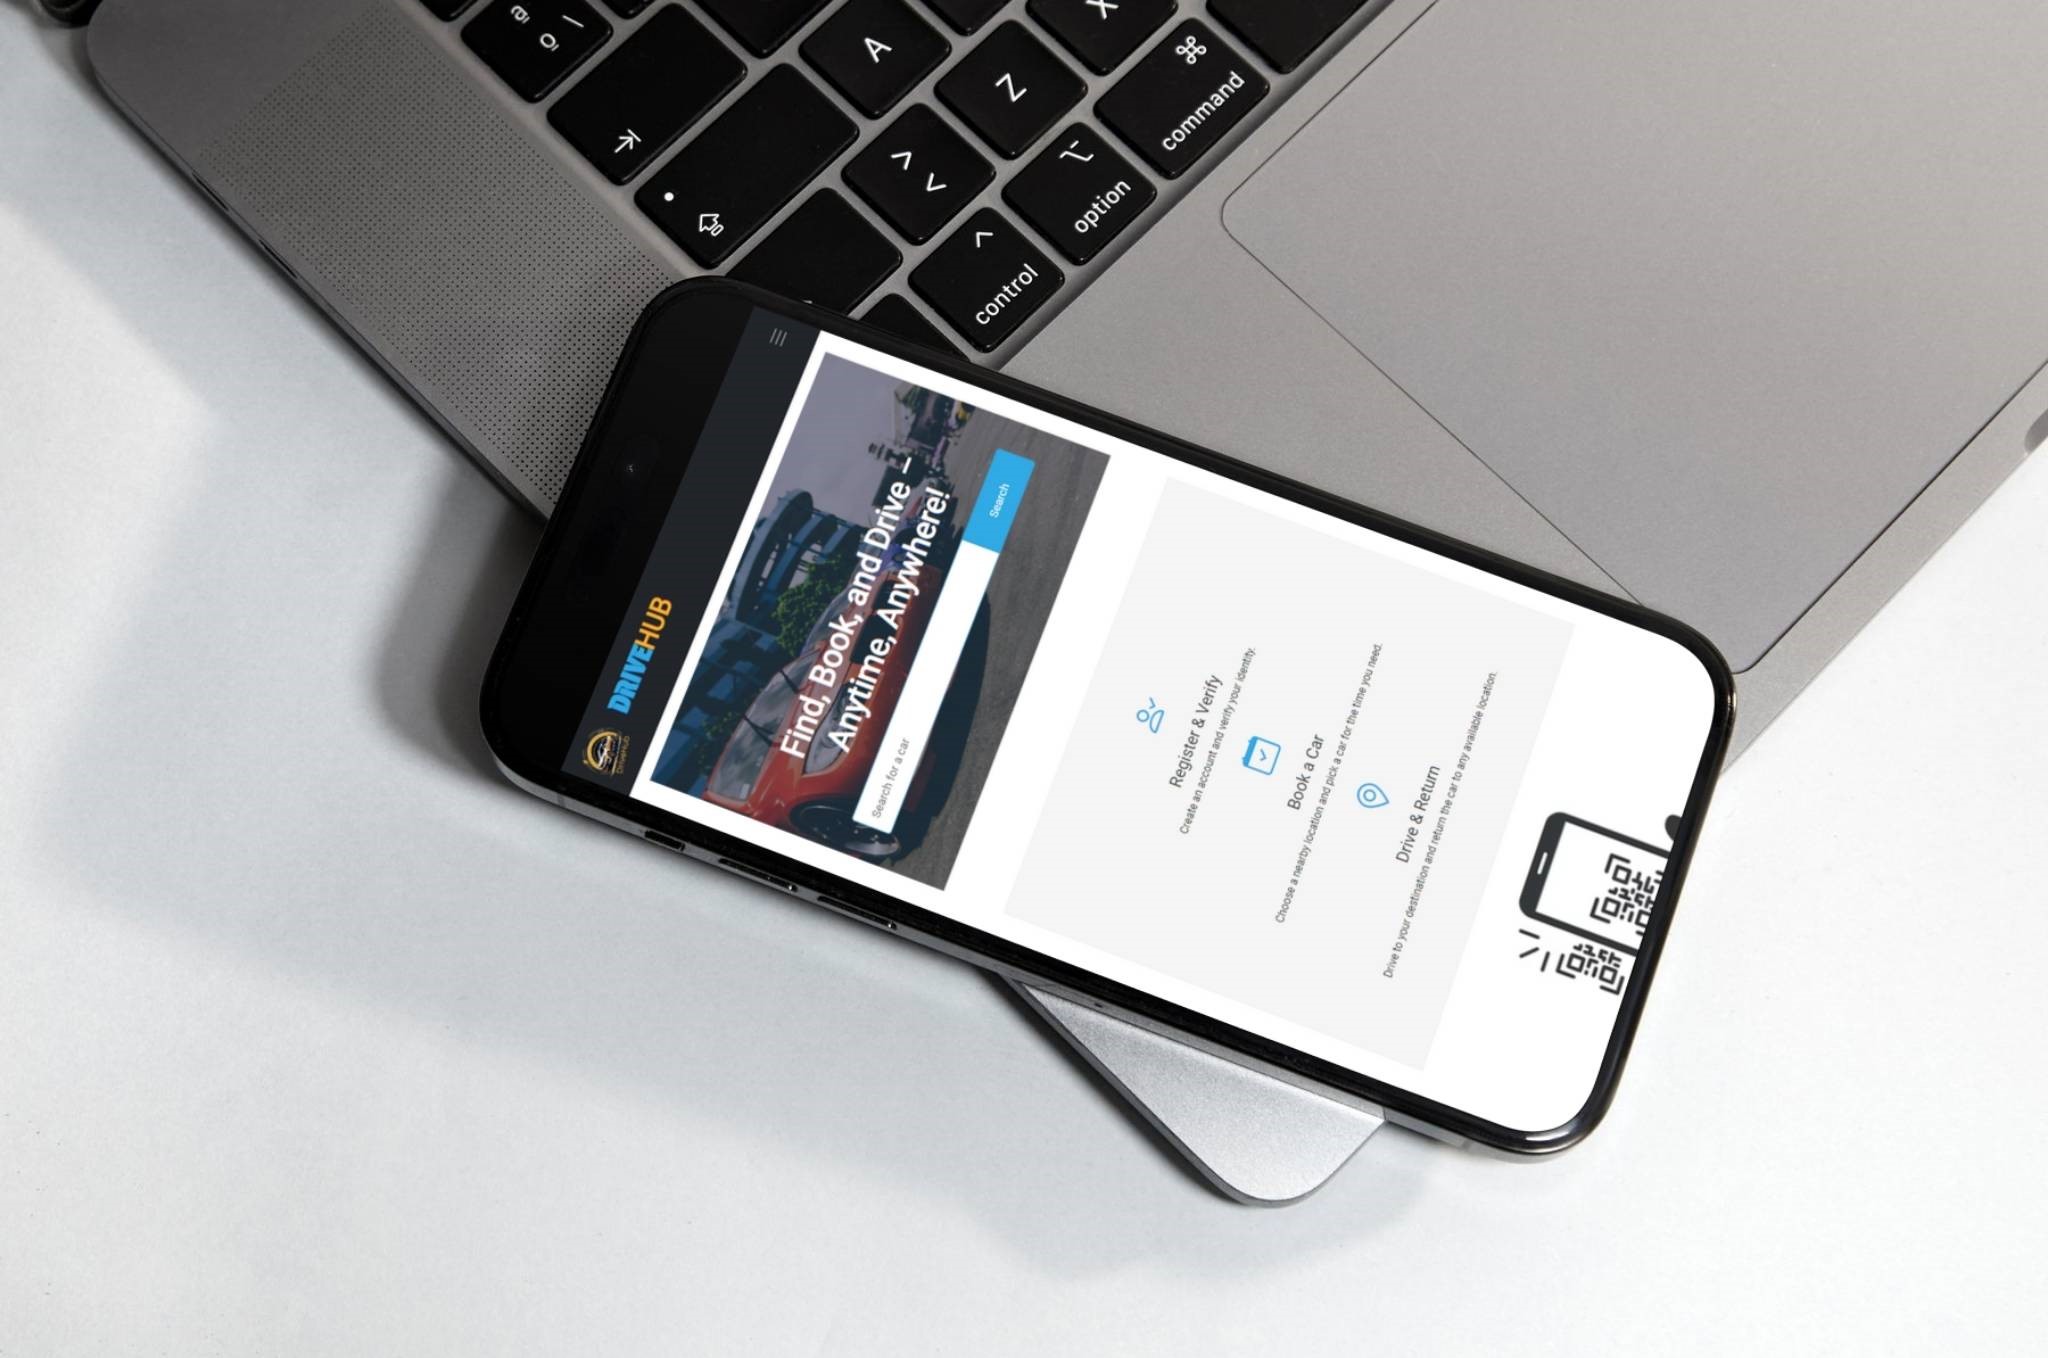 ª
º \
A
Z
X
⌘
command
> <
⌥
option
^
control
DRIVEHUB
DriveHub
Find, Book, and Drive –
Anytime, Anywhere!
Search for a car
Search
Register & Verify
Create an account and verify your identity.
Book a Car
Choose a nearby location and pick a car for the time you need.
Drive & Return
Drive to your destination and return the car to any available location.